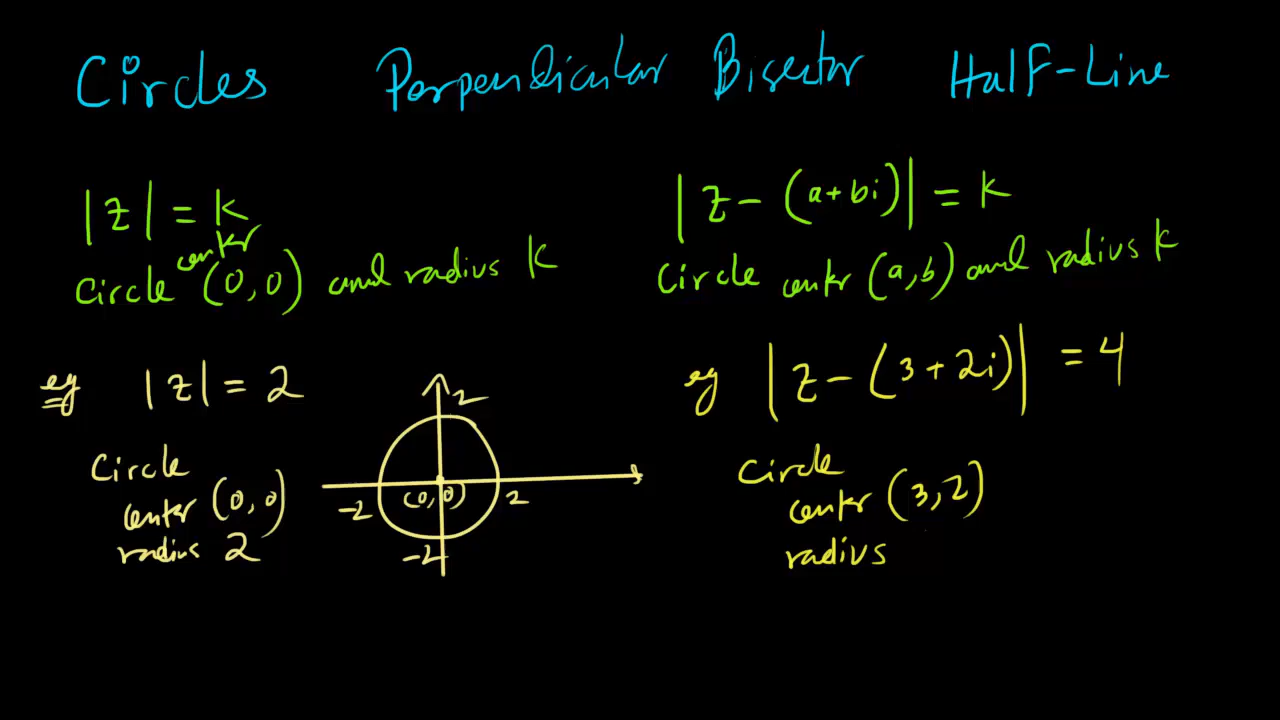 Circles Perpendicular Bisector Half-Line
|z| = k
center
Circle (0,0) and radius k
|z - (a+bi)| = k
Circle center (a,b) and radius k
eg |z| = 2
Circle
center (0,0)
radius 2
2
-2 (0,0) 2
-2
eg |z - (3+2i)| = 4
Circle
center (3,2)
radius